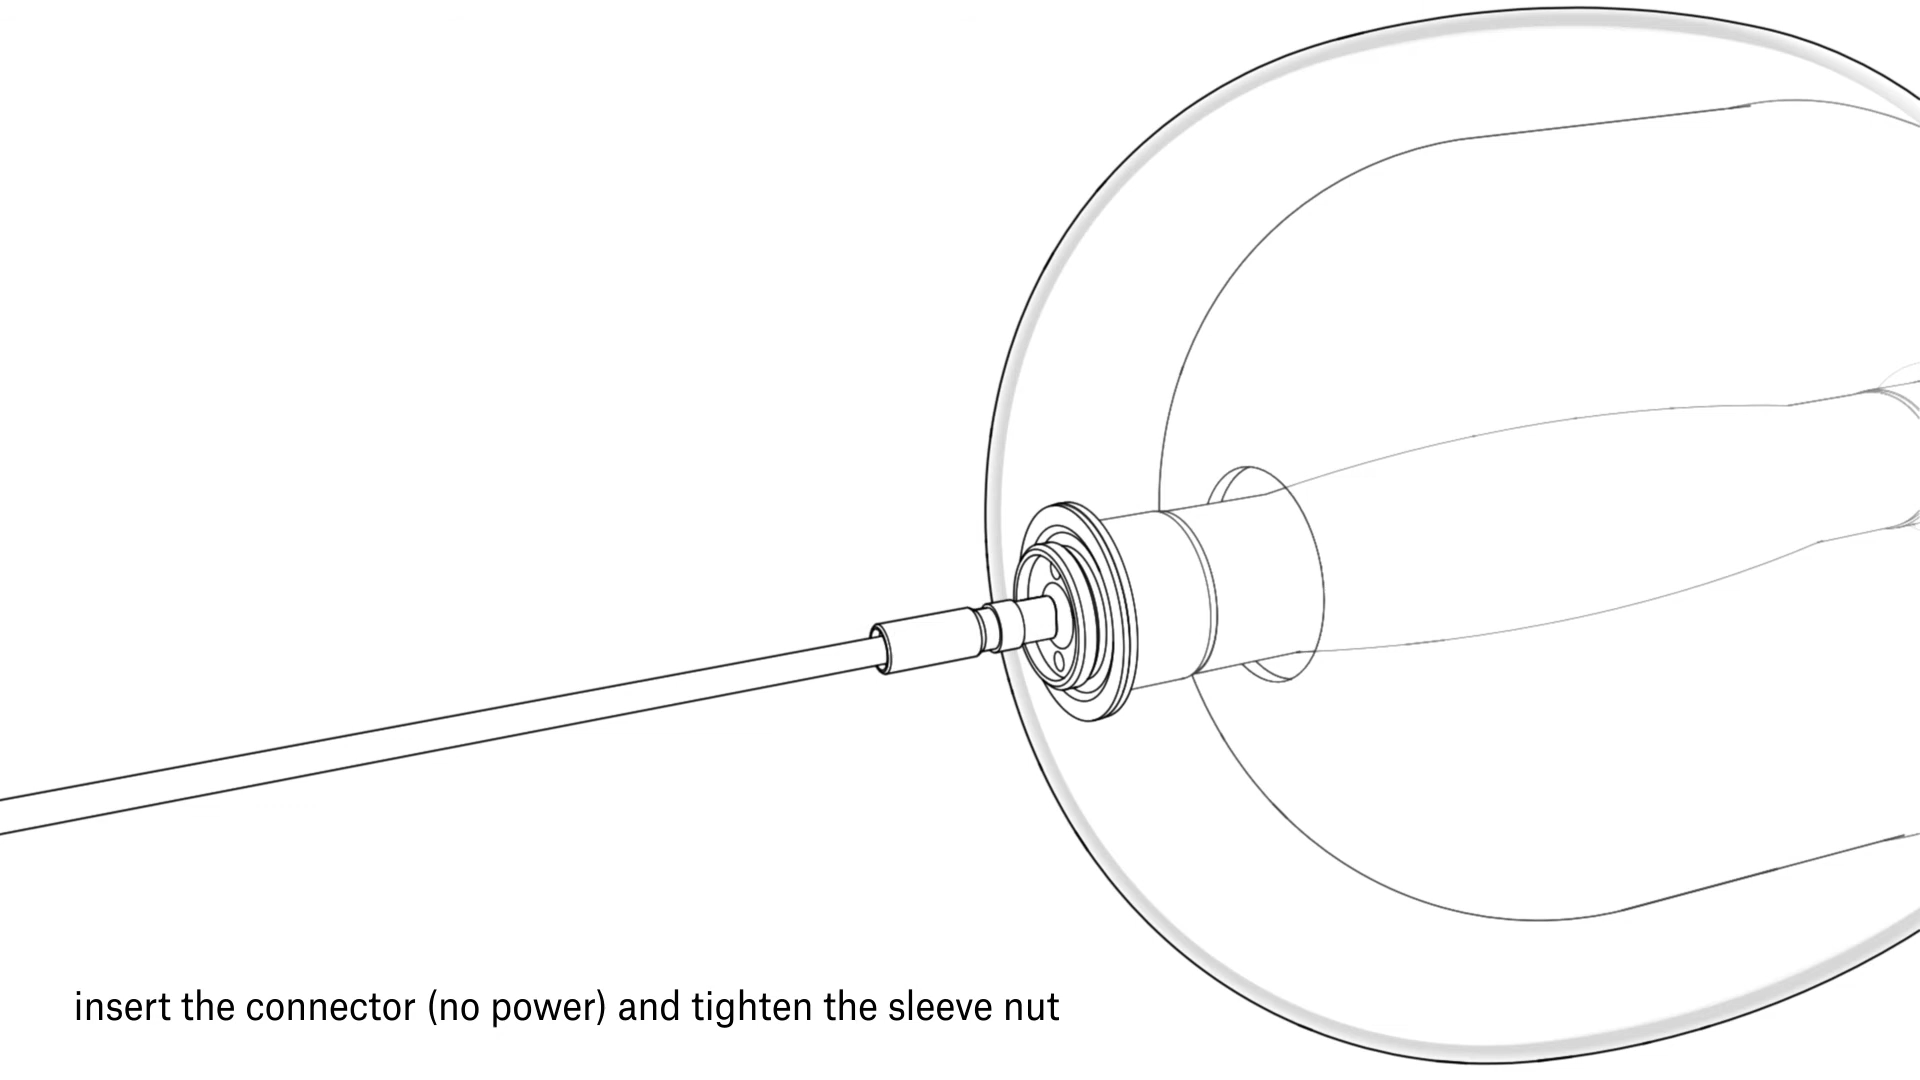 insert the connector (no power) and tighten the sleeve nut